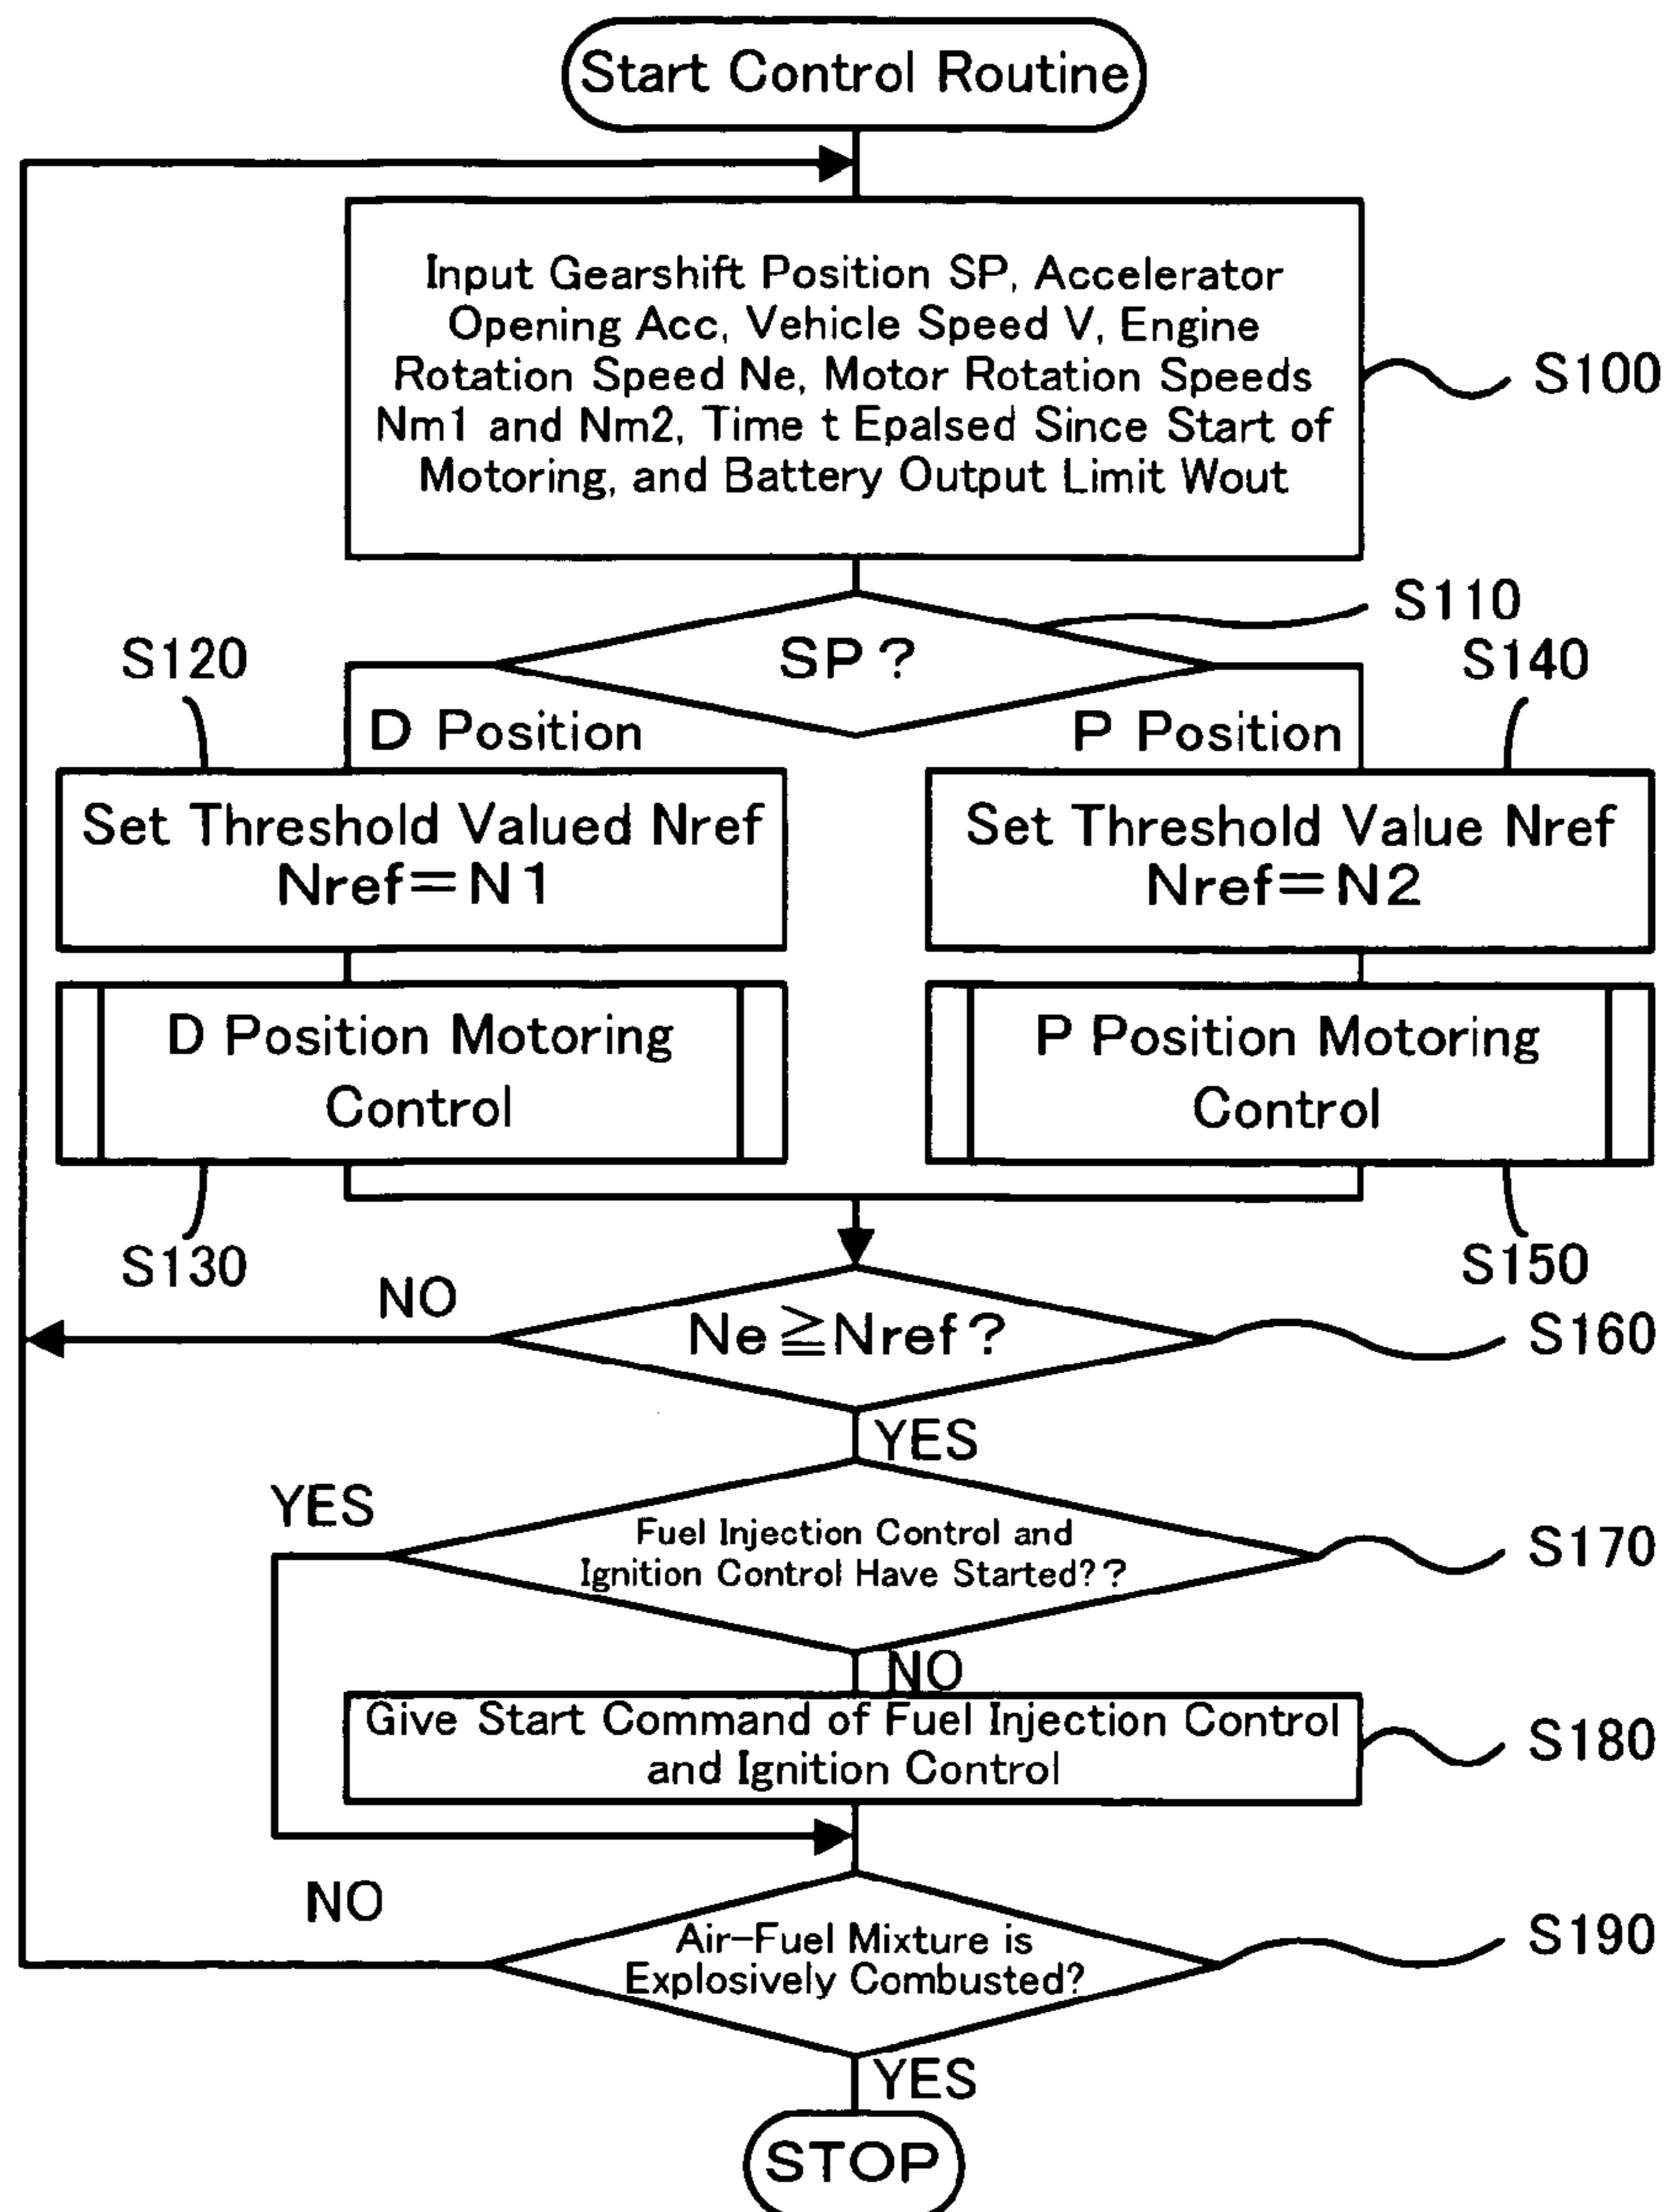 Start Control Routine
Input Gearshift Position SP, Accelerator
Opening Acc, Vehicle Speed V, Engine
Rotation Speed Ne, Motor Rotation Speeds
Nm1 and Nm2, Time t Epalsed Since Start of
Motoring, and Battery Output Limit Wout
S100
S110
SP?
S120
S140
D Position
P Position
Set Threshold Valued Nref
Nref=N1
Set Threshold Value Nref
Nref=N2
D Position Motoring
Control
P Position Motoring
Control
S130
S150
NO
Ne≧Nref?
S160
YES
YES
Fuel Injection Control and
Ignition Control Have Started??
S170
NO
Give Start Command of Fuel Injection Control
and Ignition Control
S180
NO
Air-Fuel Mixture is
Explosively Combusted?
S190
YES
STOP